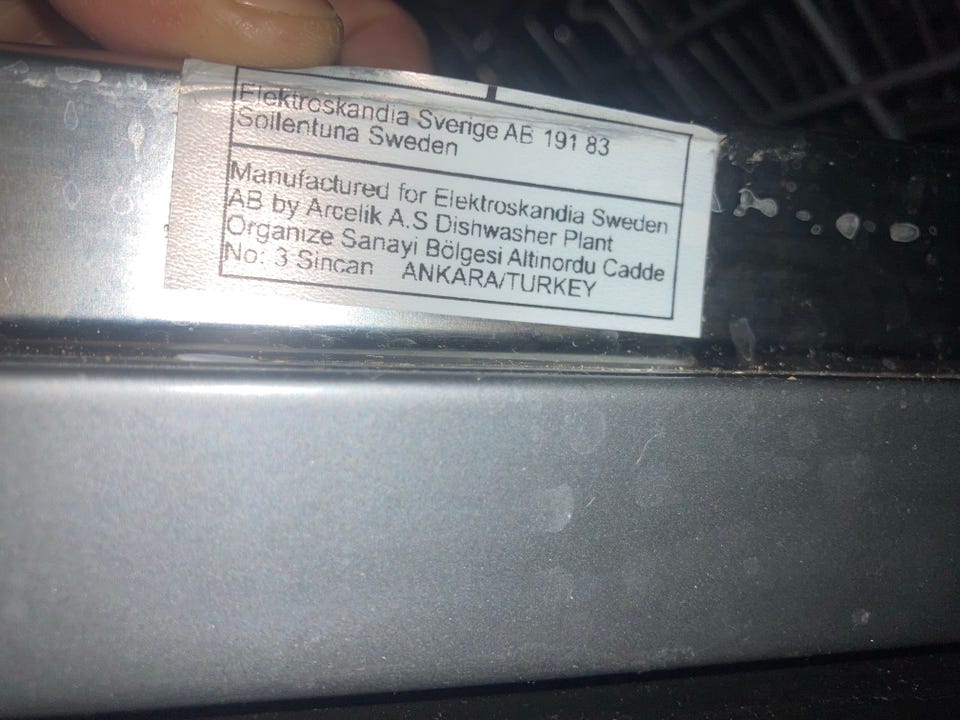 Elektroskandia Sverige AB 191 83
Sollentuna Sweden
Manufactured for Elektroskandia Sweden
AB by Arcelik A.S Dishwasher Plant
Organize Sanayi Bölgesi Altınordu Cadde
No: 3 Sincan ANKARA/TURKEY